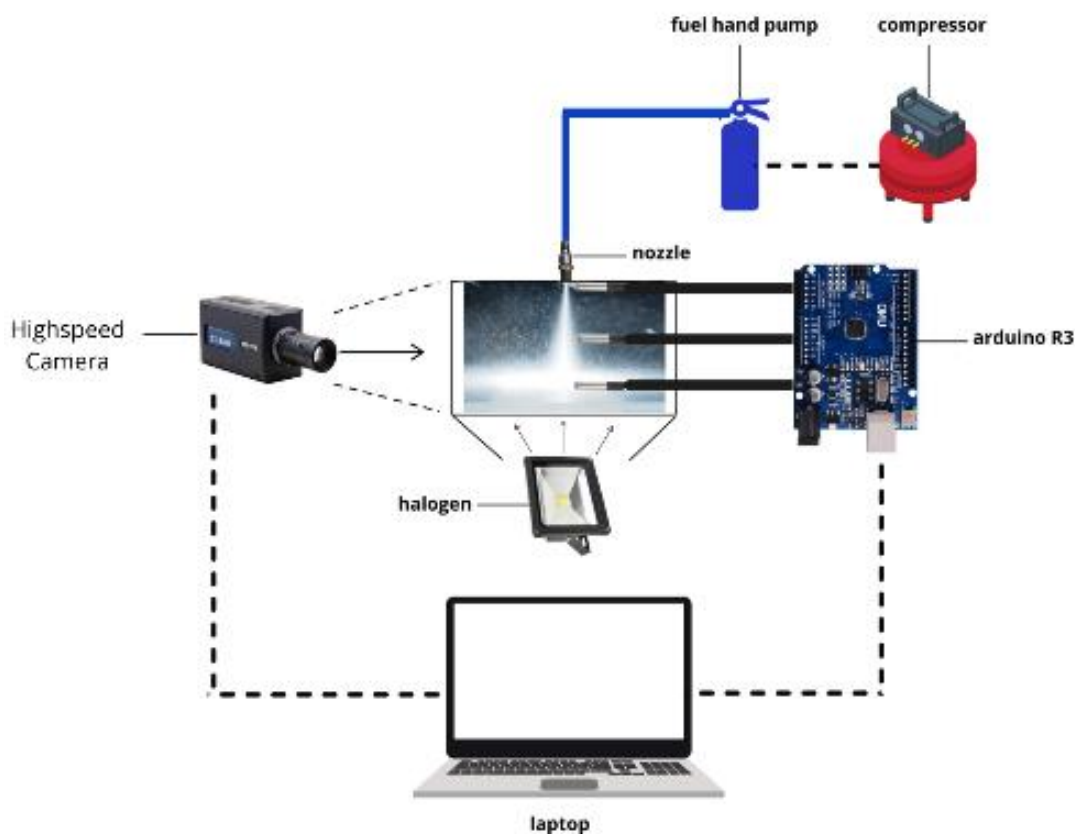 fuel hand pump
compressor
nozzle
Highspeed
Camera
arduino R3
halogen
laptop